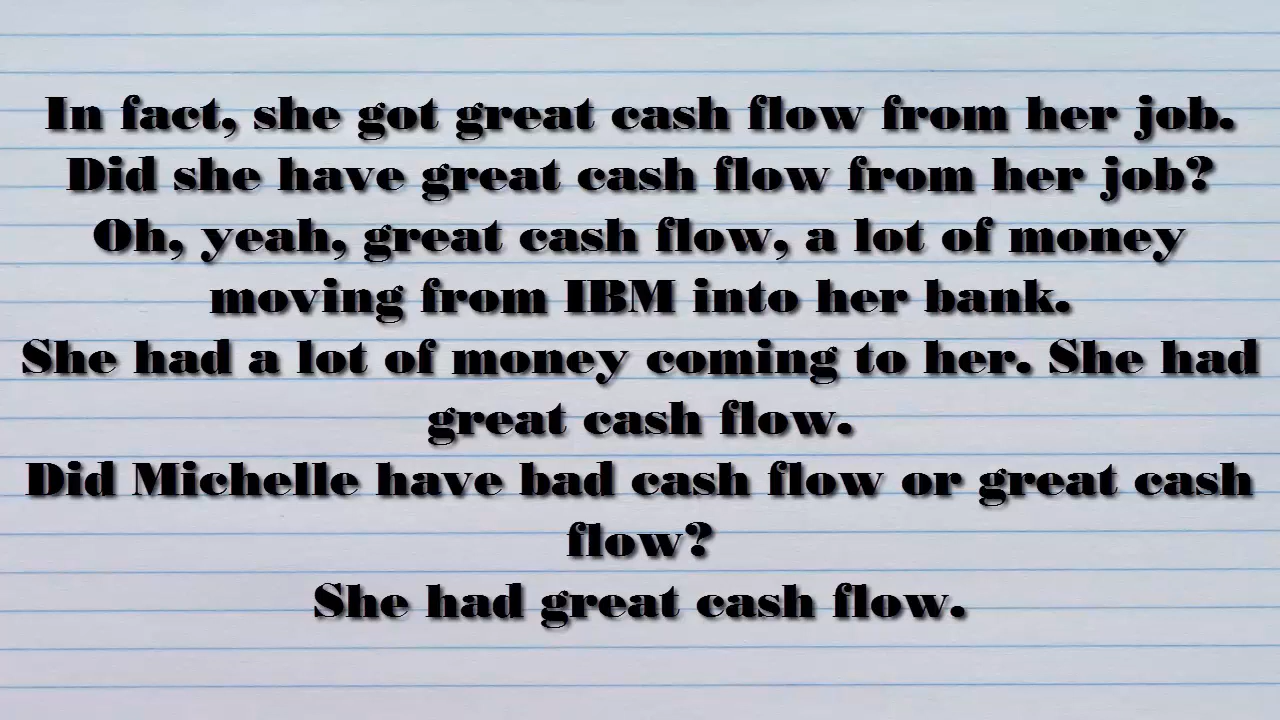 In fact, she got great cash flow from her job.
Did she have great cash flow from her job?
Oh, yeah, great cash flow, a lot of money
moving from IBM into her bank.
She had a lot of money coming to her. She had
great cash flow.
Did Michelle have bad cash flow or great cash
flow?
She had great cash flow.